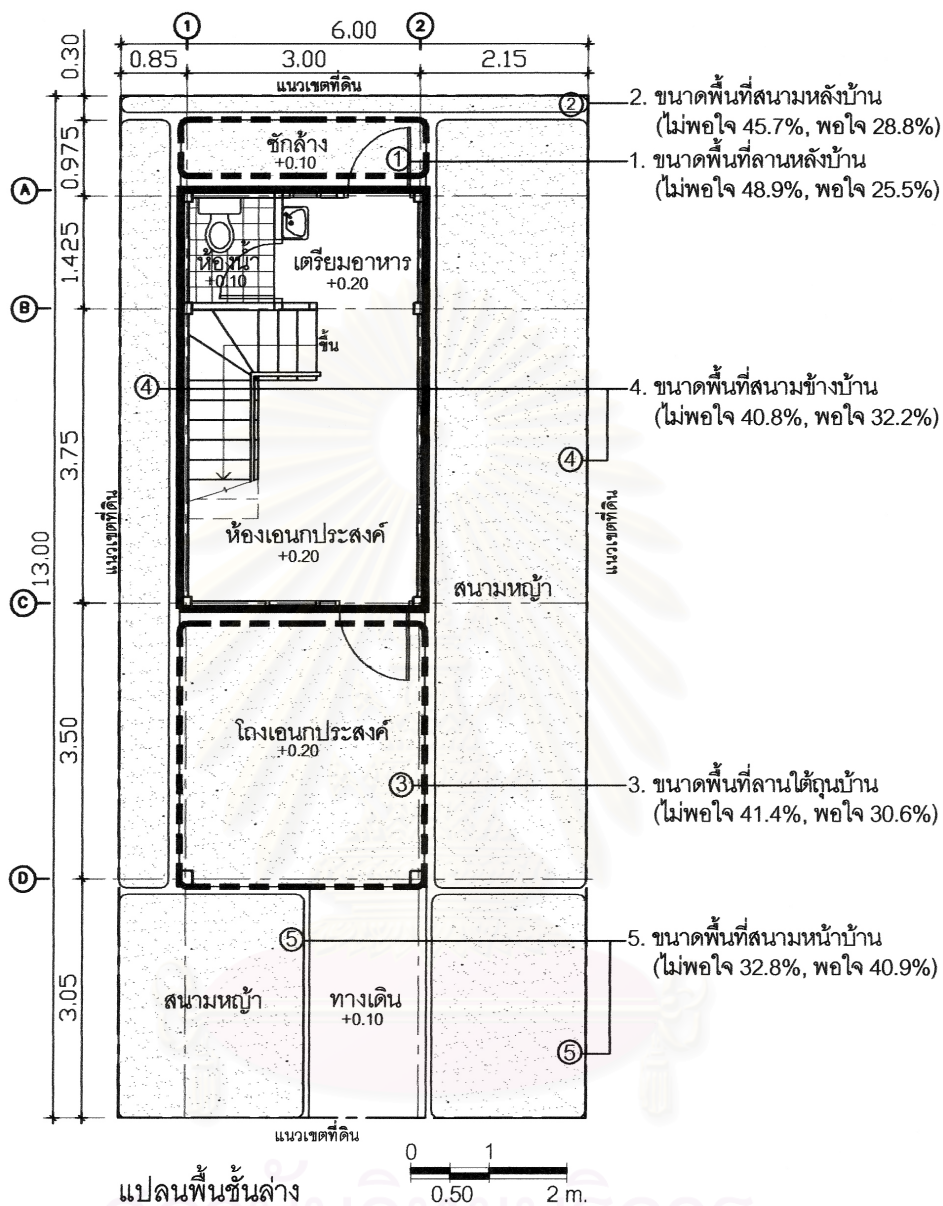 1
2
6.00
0.85
3.00
2.15
0.30
แนวเขตที่ดิน
2
2. ขนาดพื้นที่สนามหลังบ้าน
(ไม่พอใจ 45.7%, พอใจ 28.8%)
0.975
ซักล้าง
+0.10
1
1. ขนาดพื้นที่ลานหลังบ้าน
(ไม่พอใจ 48.9%, พอใจ 25.5%)
A
1.425
ห้องน้ำ
+0.10
เตรียมอาหาร
+0.20
B
ขึ้น
4
4. ขนาดพื้นที่สนามข้างบ้าน
(ไม่พอใจ 40.8%, พอใจ 32.2%)
4
3.75
แนวเขตที่ดิน
แนวเขตที่ดิน
13.00
ห้องเอนกประสงค์
+0.20
สนามหญ้า
C
3.50
โถงเอนกประสงค์
+0.20
3
3. ขนาดพื้นที่ลานใต้ถุนบ้าน
(ไม่พอใจ 41.4%, พอใจ 30.6%)
D
5
5. ขนาดพื้นที่สนามหน้าบ้าน
(ไม่พอใจ 32.8%, พอใจ 40.9%)
3.05
สนามหญ้า
ทางเดิน
+0.10
5
แนวเขตที่ดิน
แปลนพื้นชั้นล่าง
0
1
0.50
2 m.